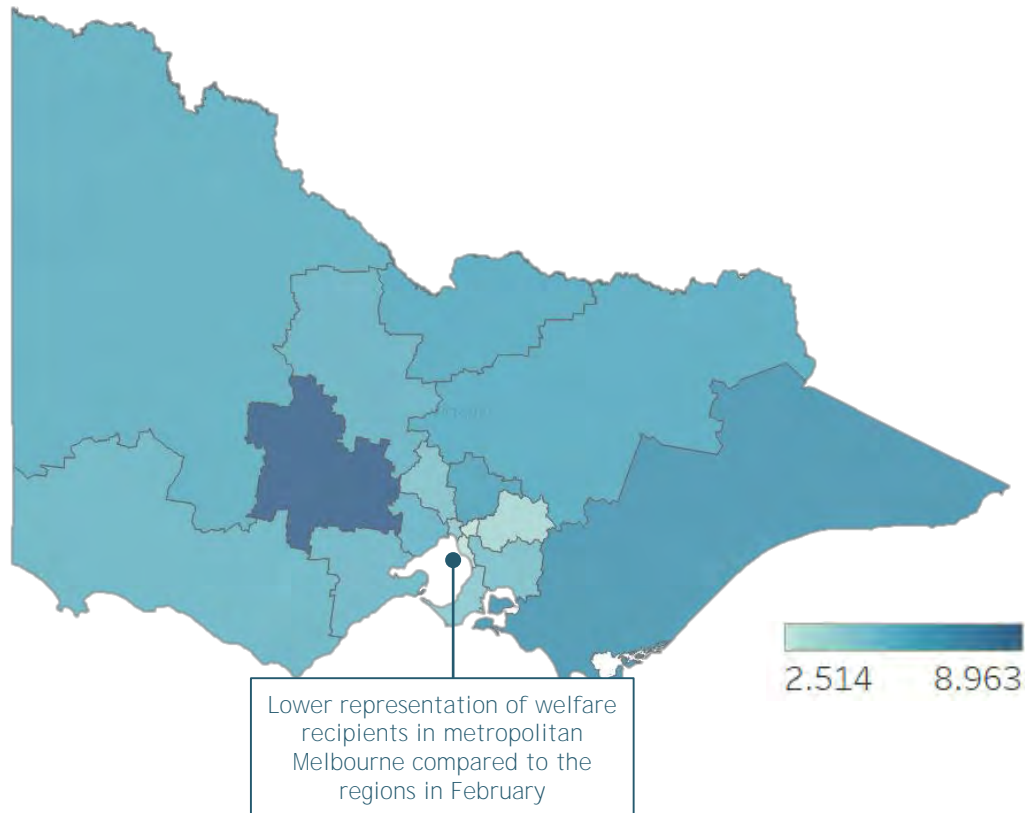 2.514 8.963
Lower representation of welfare
recipients in metropolitan
Melbourne compared to the
regions in February